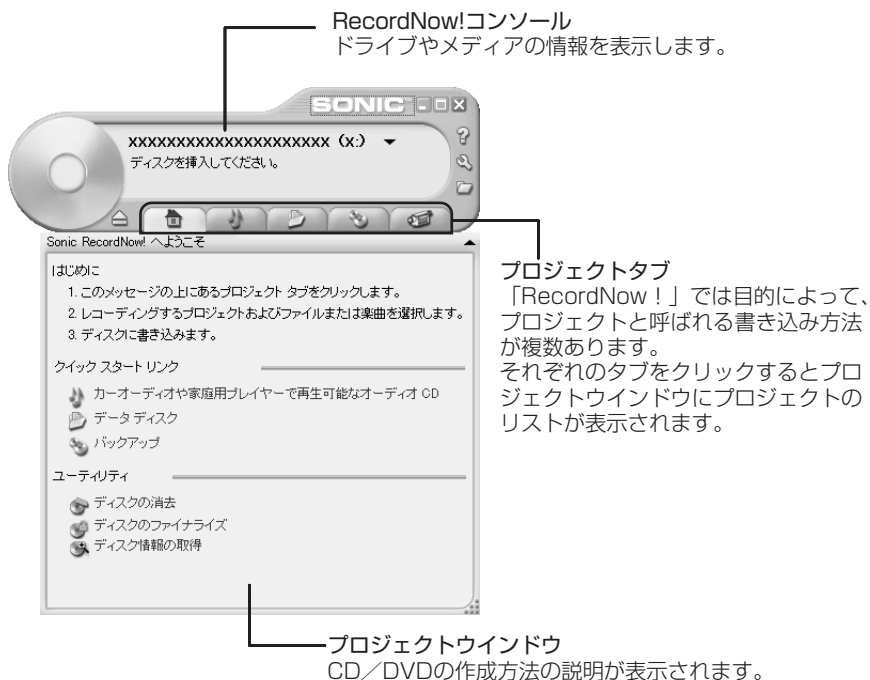 RecordNow!コンソール
ドライブやメディアの情報を表示します。
SONIC
xxxxxxxxxxxxxxxxxxxxx (x:)
ディスクを挿入してください。
Sonic RecordNow! へようこそ
はじめに
1. このメッセージの上にあるプロジェクト タブをクリックします。
2. レコーディングするプロジェクトおよびファイルまたは楽曲を選択します。
3. ディスクに書き込みます。
クイック スタート リンク
カーオーディオや家庭用プレイヤーで再生可能なオーディオ CD
データ ディスク
バックアップ
ユーティリティ
ディスクの消去
ディスクのファイナライズ
ディスク情報の取得
プロジェクトタブ
「RecordNow！」では目的によって、
プロジェクトと呼ばれる書き込み方法
が複数あります。
それぞれのタブをクリックするとプロ
ジェクトウインドウにプロジェクトの
リストが表示されます。
プロジェクトウインドウ
CD／DVDの作成方法の説明が表示されます。